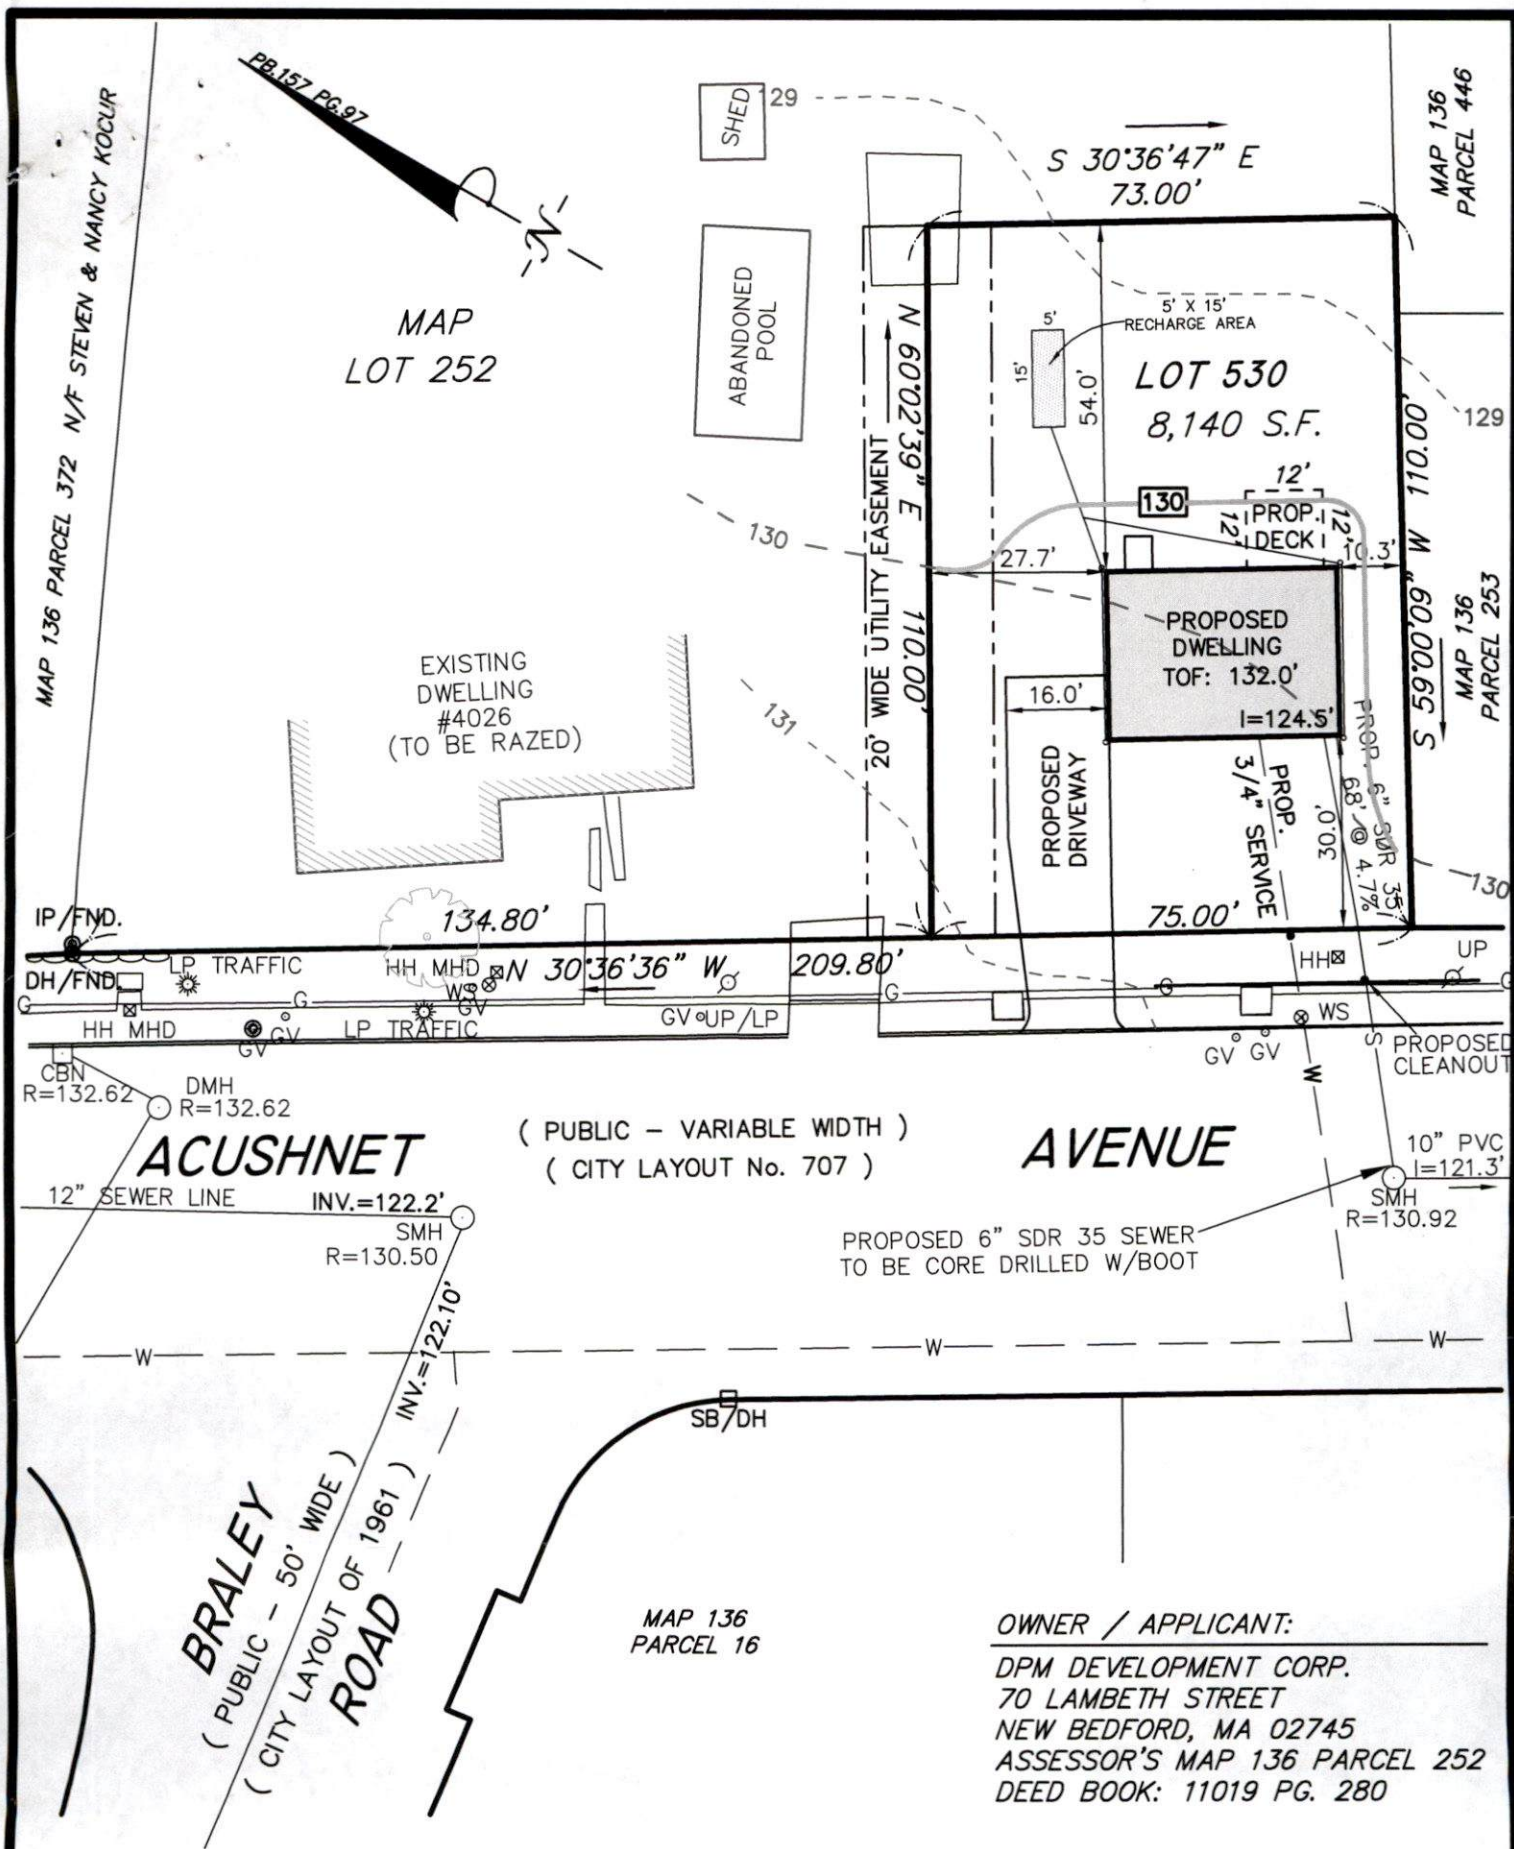 PB.157 PG.97
-N-
SHED
29
S 30°36'47" E
73.00'
MAP 136
PARCEL 446
MAP 136 PARCEL 372 N/F STEVEN & NANCY KOCUR
MAP
LOT 252
ABANDONED
POOL
N 60°02'39" E 110.00'
20' WIDE UTILITY EASEMENT
5' X 15'
RECHARGE AREA
5'
15'
54.0'
LOT 530
8,140 S.F.
129
S 59°00'09" W 110.00'
130
130
12'
12'
PROP.
DECK
12'
27.7'
10.3'
MAP 136
PARCEL 253
PROPOSED
DWELLING
TOF: 132.0'
I=124.5'
EXISTING
DWELLING
#4026
(TO BE RAZED)
131
16.0'
PROPOSED
DRIVEWAY
PROP.
3/4" SERVICE
30.0'
PROP. 6" SDR 35
68' @ 4.7%
130
IP/FND.
134.80'
75.00'
DH/FND.
LP TRAFFIC
HH MHD
N 30°36'36" W
209.80'
HH
UP
G
G
WS
GV
G
G
G
HH MHD
GV
GV
LP TRAFFIC
GV
UP/LP
WS
GV
GV
W
S
PROPOSED
CLEANOUT
CBN
R=132.62
DMH
R=132.62
ACUSHNET
( PUBLIC – VARIABLE WIDTH )
( CITY LAYOUT No. 707 )
AVENUE
10" PVC
I=121.3'
SMH
R=130.92
12" SEWER LINE
INV.=122.2'
SMH
R=130.50
PROPOSED 6" SDR 35 SEWER
TO BE CORE DRILLED W/BOOT
INV.=122.10'
W
W
W
SB/DH
BRALEY
( PUBLIC – 50' WIDE )
( CITY LAYOUT OF 1961 )
ROAD
MAP 136
PARCEL 16
OWNER / APPLICANT:
DPM DEVELOPMENT CORP.
70 LAMBETH STREET
NEW BEDFORD, MA 02745
ASSESSOR'S MAP 136 PARCEL 252
DEED BOOK: 11019 PG. 280